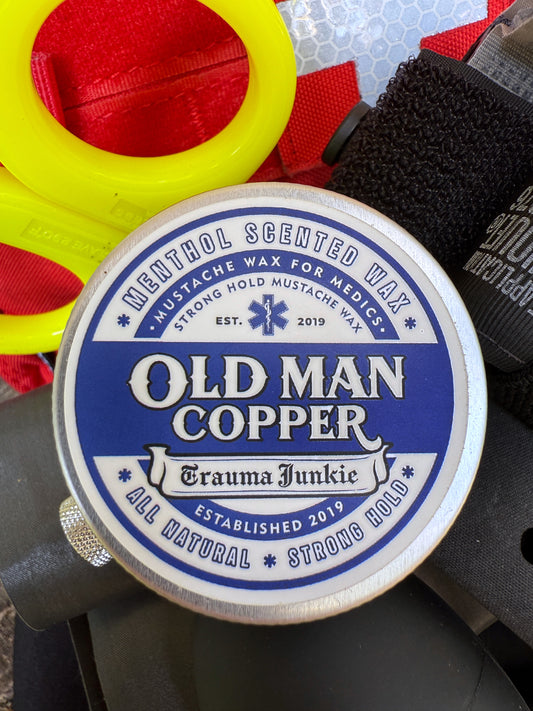 MENTHOL SCENTED WAX
MUSTACHE WAX FOR MEDICS
STRONG HOLD MUSTACHE WAX
EST. 2019
OLD MAN
COPPER
Trauma Junkie
ESTABLISHED 2019
ALL NATURAL * STRONG HOLD
APPLICATION